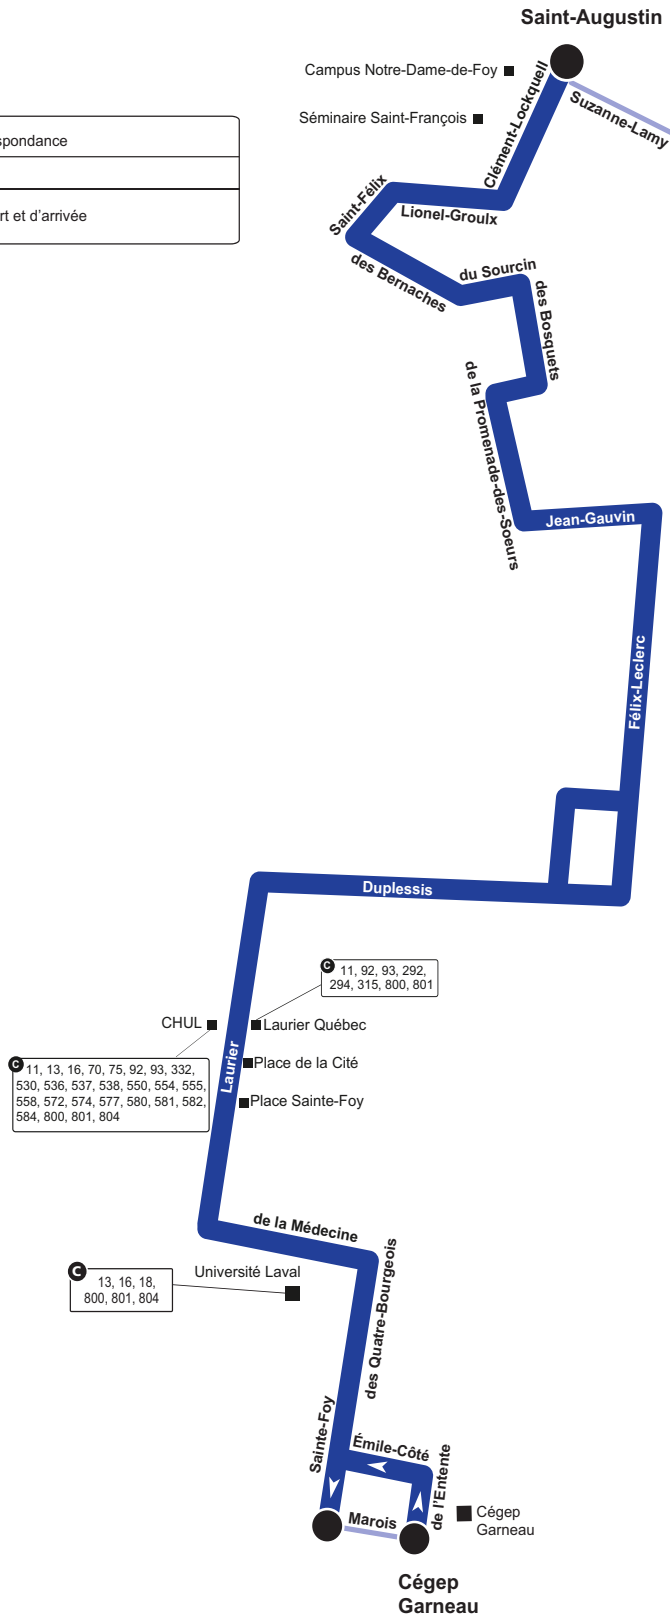 Saint-Augustin
Campus Notre-Dame-de-Foy
Séminaire Saint-François
Clément-Lockquell
Suzanne-Lamy
spondance
rt et d'arrivée
Saint-Félix
Lionel-Groulx
des Bernaches
du Sourcin
des Bosquets
de la Promenade-des-Soeurs
Jean-Gauvin
Félix-Leclerc
Duplessis
C 11, 92, 93, 292,
294, 315, 800, 801
CHUL
Laurier Québec
Laurier
Place de la Cité
Place Sainte-Foy
C 11, 13, 16, 70, 75, 92, 93, 332,
530, 536, 537, 538, 550, 554, 555,
558, 572, 574, 577, 580, 581, 582,
584, 800, 801, 804
de la Médecine
Université Laval
C 13, 16, 18,
800, 801, 804
des Quatre-Bourgeois
Sainte-Foy
Émile-Côté
de l'Entente
Marois
Cégep
Garneau
Cégep
Garneau